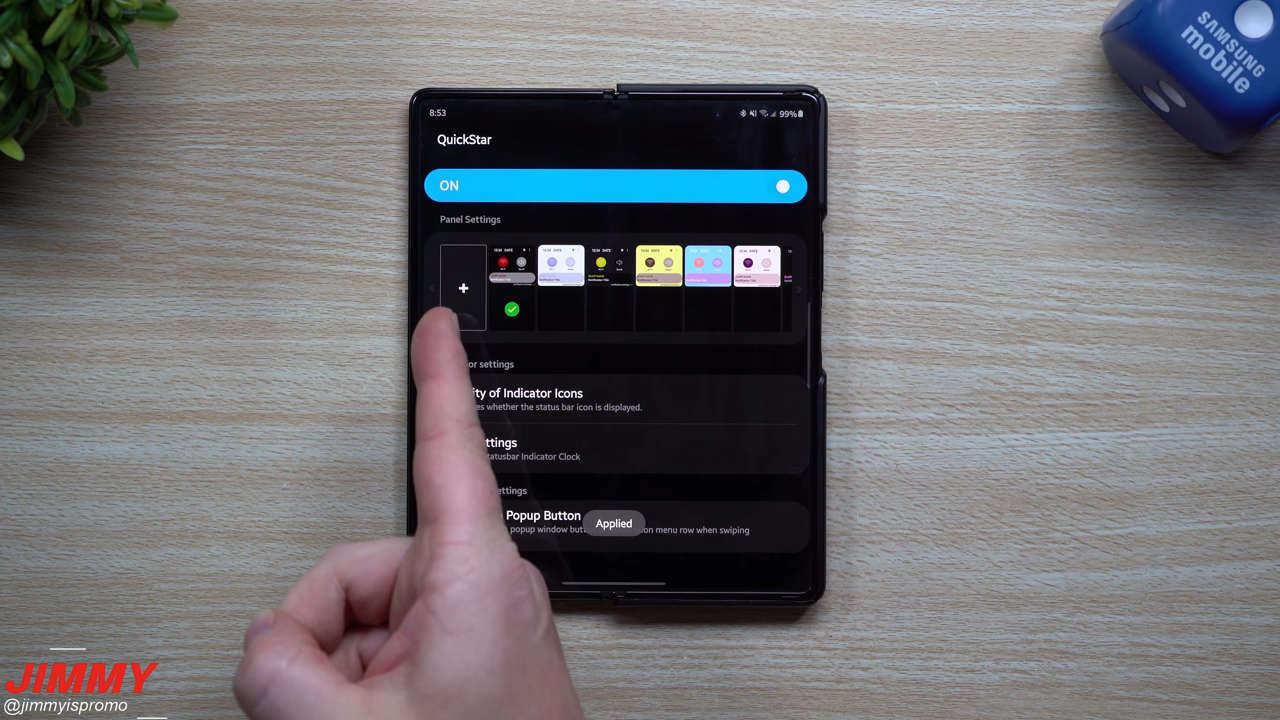 8:53
99%
QuickStar
ON
Panel Settings
or settings
ity of Indicator Icons
es whether the status bar icon is displayed.
ttings
tatusbar Indicator Clock
ettings
Popup Button
popup window but
on menu row when swiping
Applied
SAMSUNG
mobile
JIMMY
@jimmyispromo